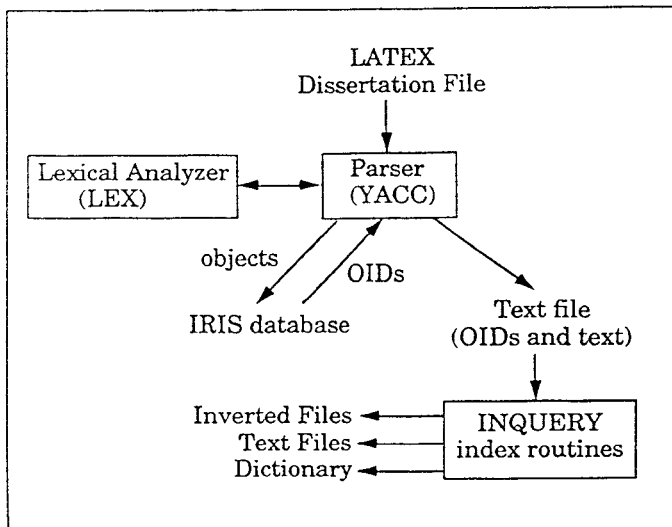 LATEX
Dissertation File
Lexical Analyzer
(LEX)
Parser
(YACC)
objects
OIDs
IRIS database
Text file
(OIDs and text)
Inverted Files
Text Files
Dictionary
INQUERY
index routines